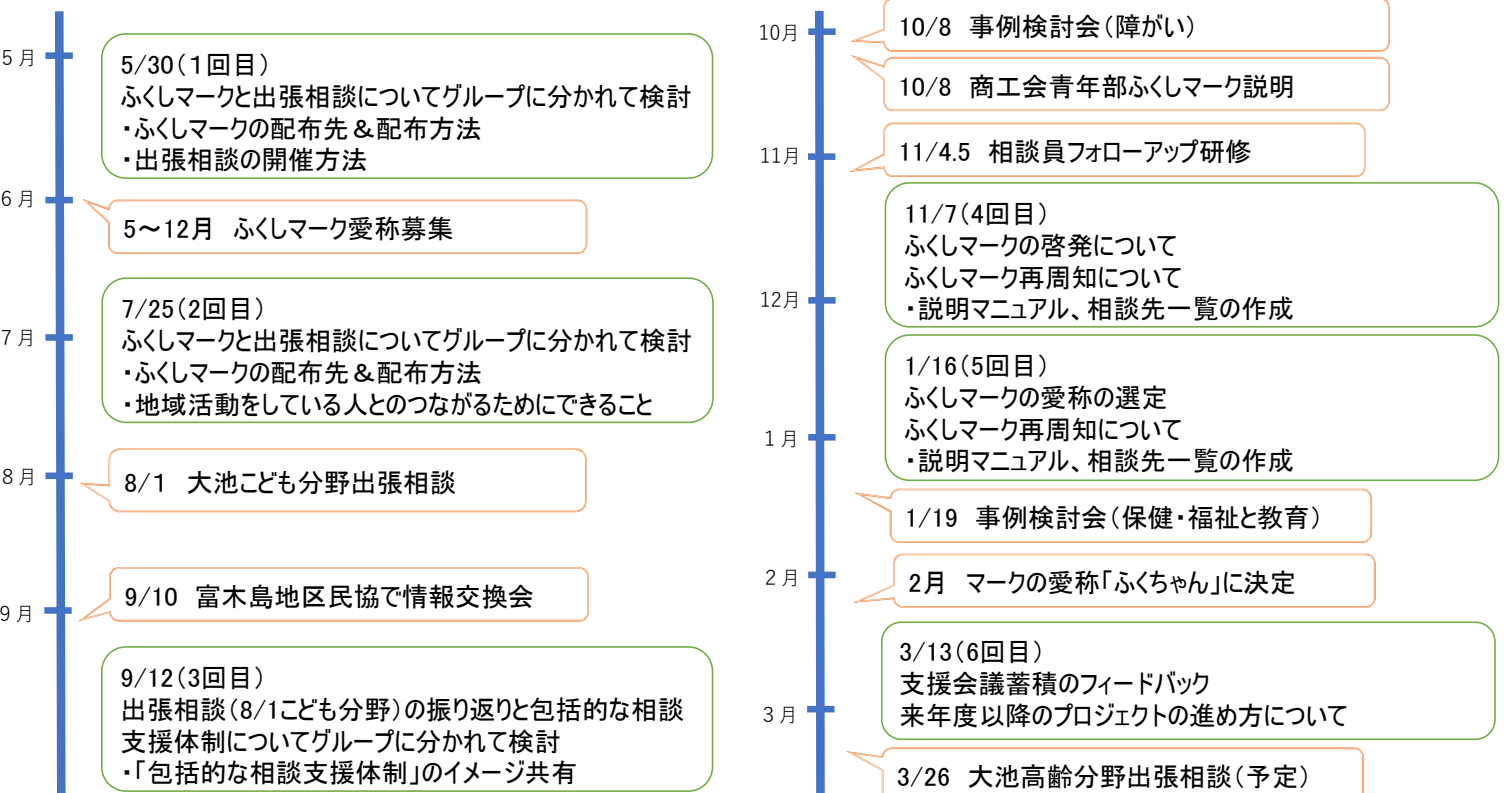 5月
5/30（1回目）
ふくしマークと出張相談についてグループに分かれて検討
・ふくしマークの配布先＆配布方法
・出張相談の開催方法
6月
5～12月　ふくしマーク愛称募集
7/25（2回目）
ふくしマークと出張相談についてグループに分かれて検討
・ふくしマークの配布先＆配布方法
・地域活動をしている人とのつながるためにできること
7月
8月
8/1　大池こども分野出張相談
9/10　富木島地区民協で情報交換会
9月
9/12（3回目）
出張相談（8/1こども分野）の振り返りと包括的な相談
支援体制についてグループに分かれて検討
・「包括的な相談支援体制」のイメージ共有
10月
10/8　事例検討会（障がい）
10/8　商工会青年部ふくしマーク説明
11月
11/4.5　相談員フォローアップ研修
11/7（4回目）
ふくしマークの啓発について
ふくしマーク再周知について
・説明マニュアル、相談先一覧の作成
12月
1/16（5回目）
ふくしマークの愛称の選定
ふくしマーク再周知について
・説明マニュアル、相談先一覧の作成
1月
1/19　事例検討会（保健・福祉と教育）
2月
2月　マークの愛称「ふくちゃん」に決定
3/13（6回目）
支援会議蓄積のフィードバック
来年度以降のプロジェクトの進め方について
3月
3/26　大池高齢分野出張相談（予定）